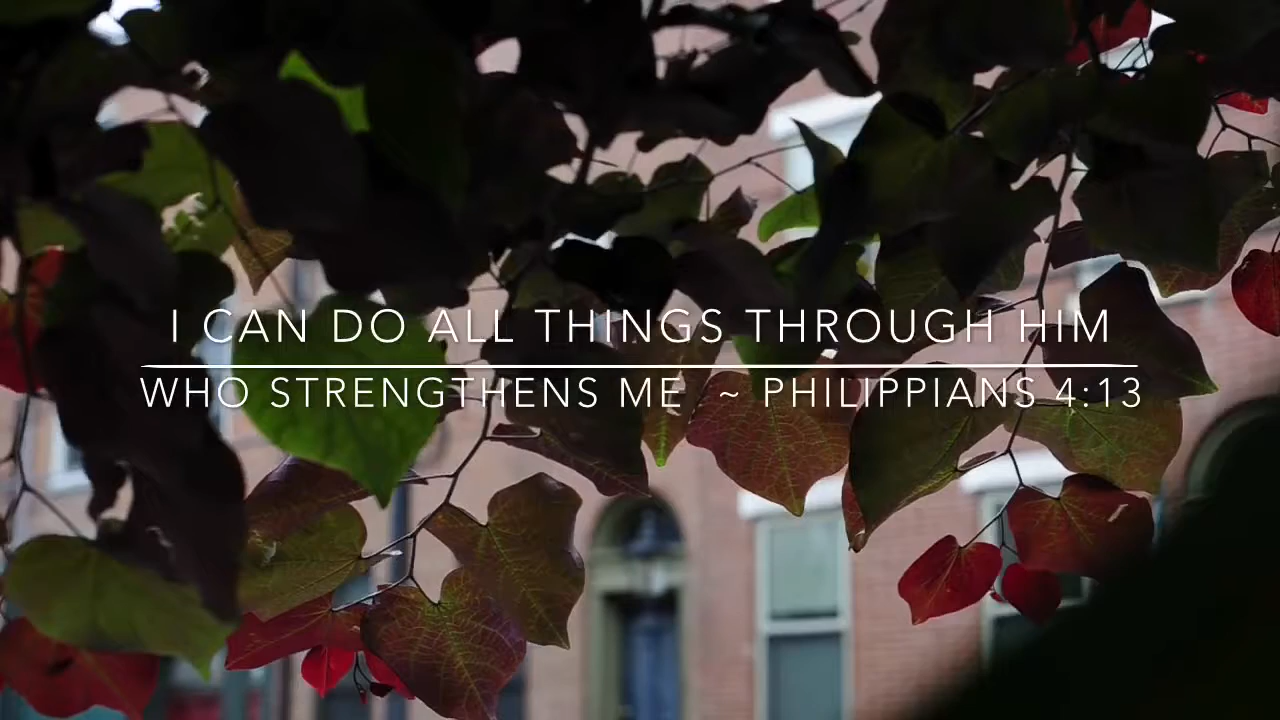 I CAN DO ALL THINGS THROUGH HIM
WHO STRENGTHENS ME ~ PHILIPPIANS 4:13